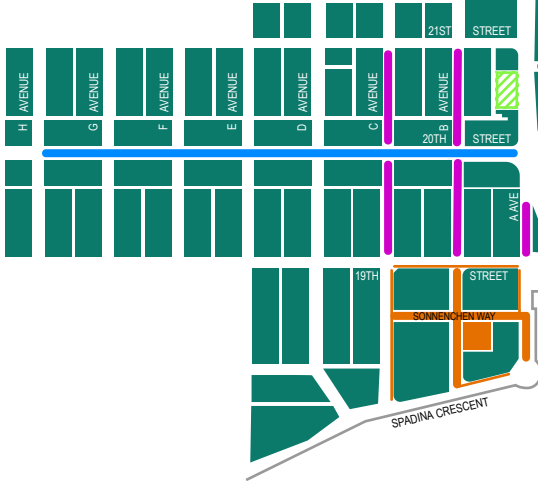 21ST STREET
AVENUE AVENUE AVENUE AVENUE AVENUE AVENUE AVENUE
H G F E D C B
20TH STREET
A AVE
19TH STREET
SONNENCHEN WAY
SPADINA CRESCENT